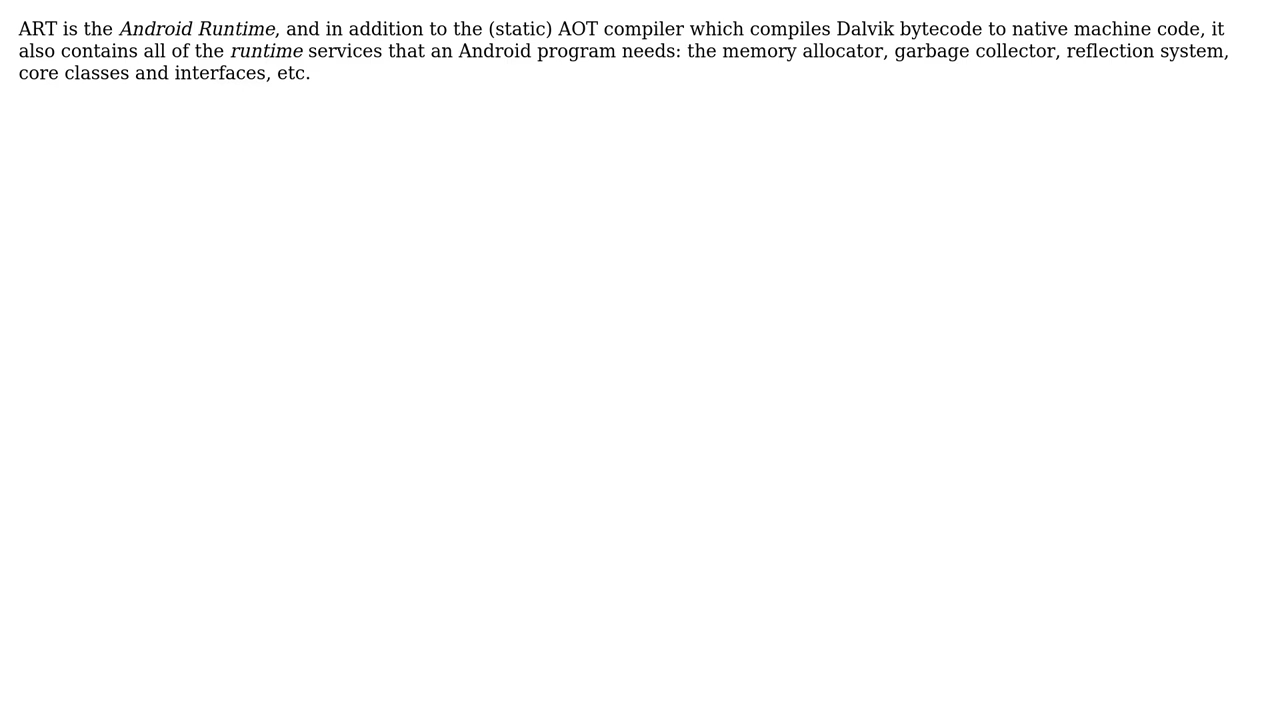 ART is the Android Runtime, and in addition to the (static) AOT compiler which compiles Dalvik bytecode to native machine code, it
also contains all of the runtime services that an Android program needs: the memory allocator, garbage collector, reflection system,
core classes and interfaces, etc.